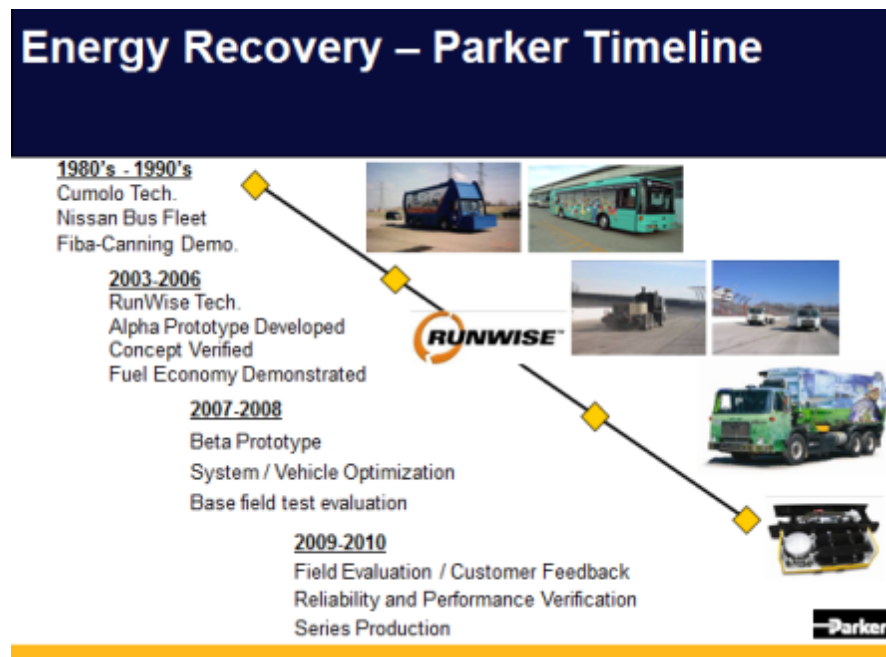 Energy Recovery – Parker Timeline
1980's - 1990's
Cumolo Tech.
Nissan Bus Fleet
Fiba-Canning Demo.
2003-2006
RunWise Tech.
Alpha Prototype Developed
Concept Verified
Fuel Economy Demonstrated
RUNWISE™
2007-2008
Beta Prototype
System / Vehicle Optimization
Base field test evaluation
2009-2010
Field Evaluation / Customer Feedback
Reliability and Performance Verification
Series Production
Parker